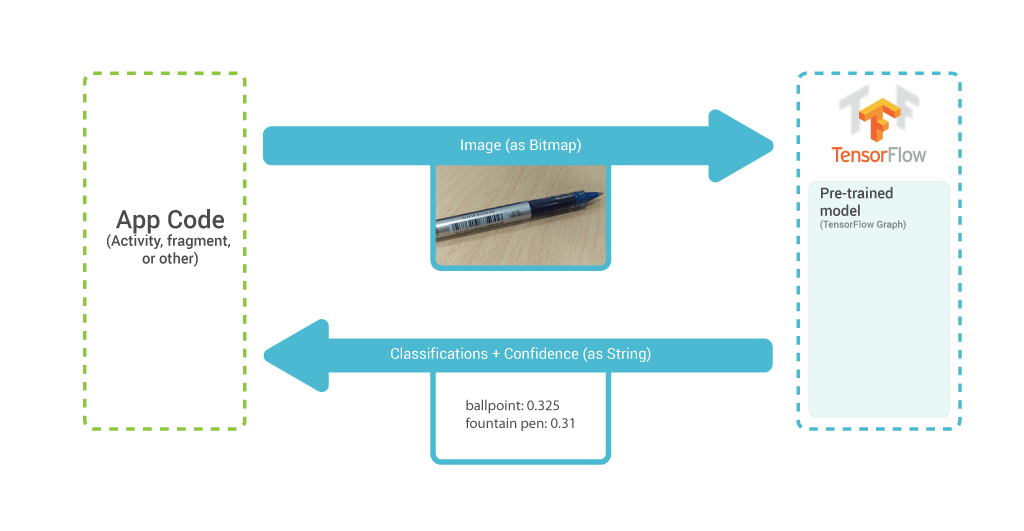 App Code
(Activity, fragment,
or other)
Image (as Bitmap)
Classifications + Confidence (as String)
ballpoint: 0.325
fountain pen: 0.31
TensorFlow
Pre-trained
model
(TensorFlow Graph)